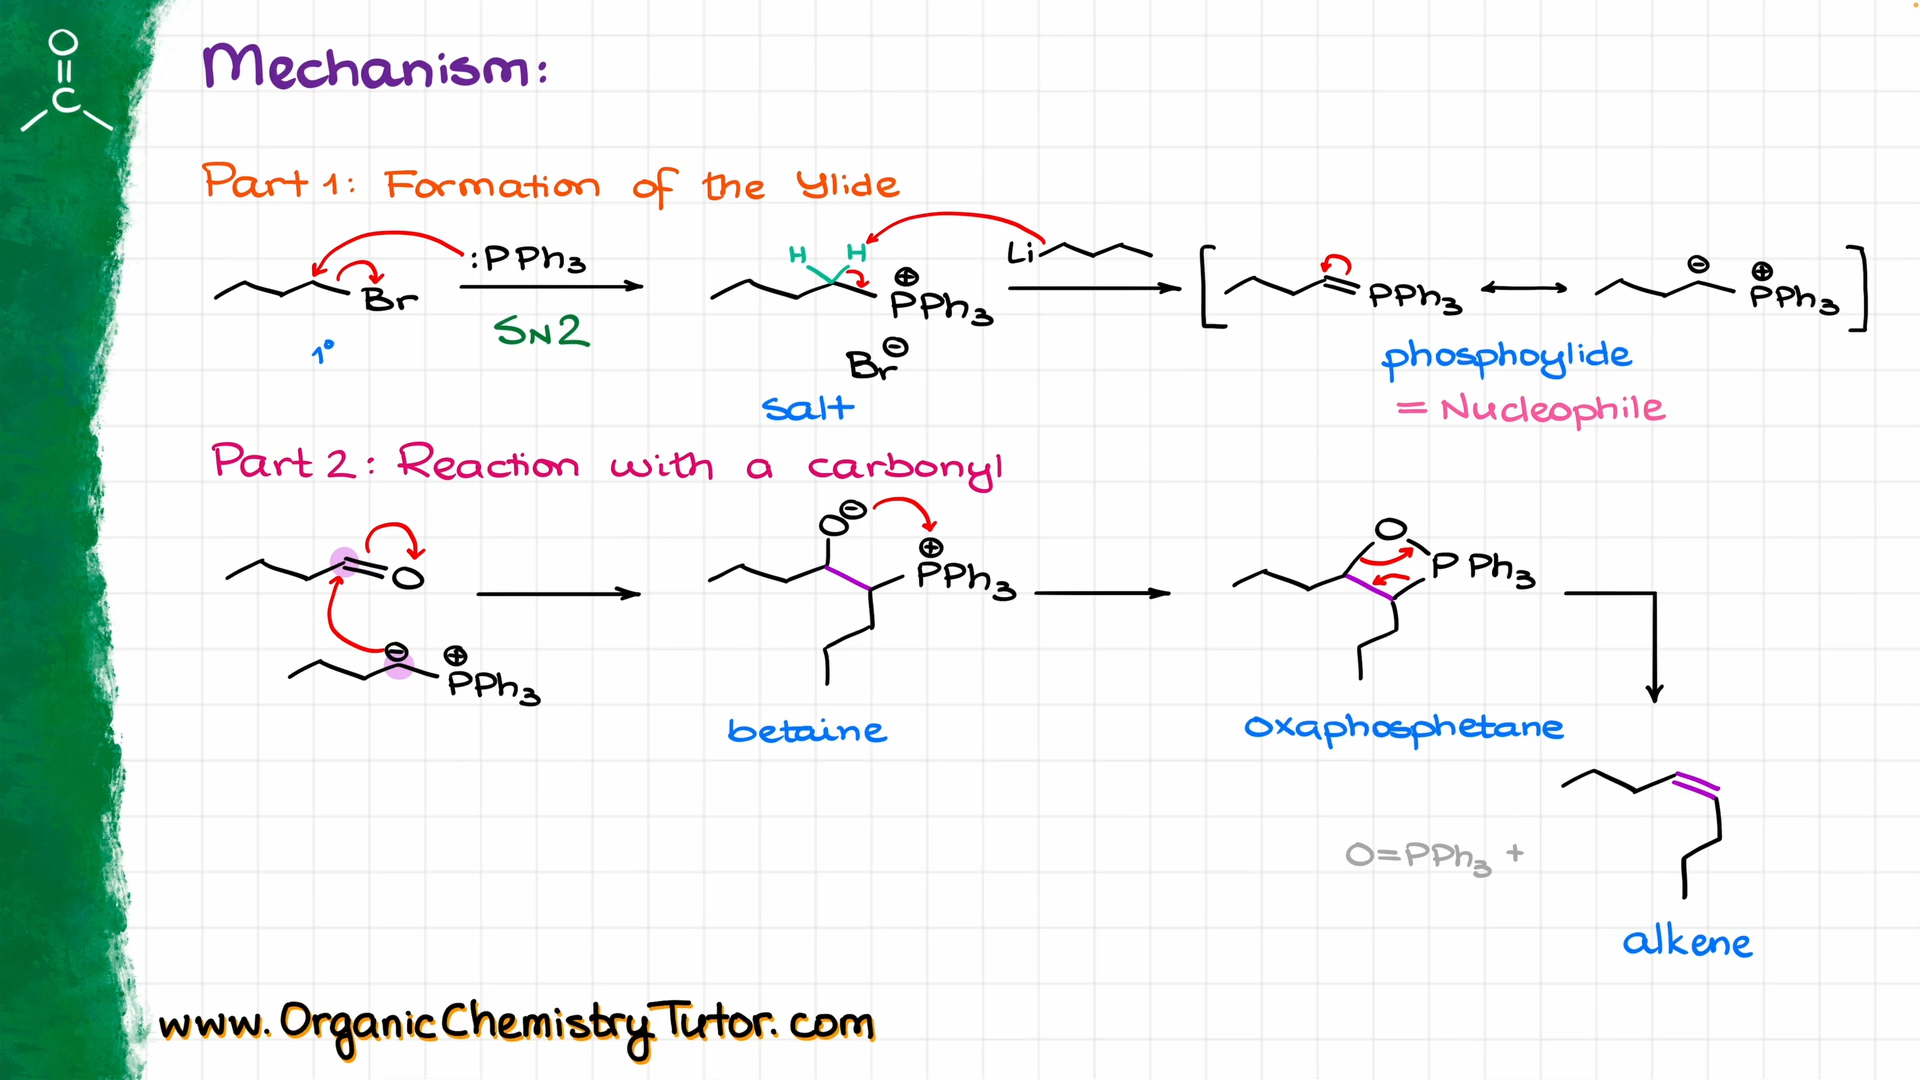 O
C
Mechanism:
Part 1: Formation of the Ylide
Br
1°
:PPh3
SN2
H H
⊕
PPh3
Br⊖
salt
Li
[ PPh3 ↔ ⊖ ⊕ PPh3 ]
phosphoylide
= Nucleophile
Part 2: Reaction with a carbonyl
O
⊖ ⊕
PPh3
O⊖
⊕
PPh3
betaine
O
PPh3
oxaphosphetane
O=PPh3 +
alkene
www.OrganicChemistryTutor.com